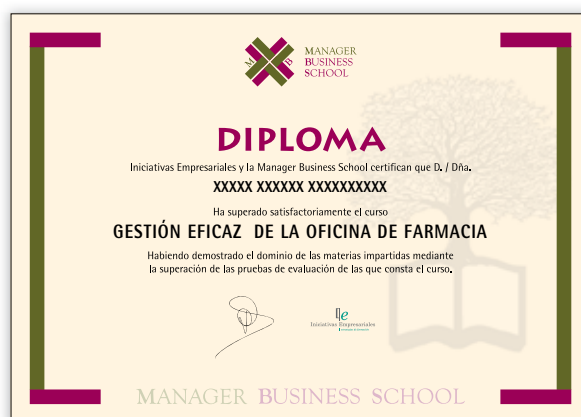 MANAGER
BUSINESS
SCHOOL
M B
DIPLOMA
Iniciativas Empresariales y la Manager Business School certifican que D. / Dña.
XXXXX XXXXXX XXXXXXXXXX
Ha superado satisfactoriamente el curso
GESTIÓN EFICAZ DE LA OFICINA DE FARMACIA
Habiendo demostrado el dominio de las materias impartidas mediante
la superación de las pruebas de evaluación de las que consta el curso.
Iniciativas Empresariales
MANAGER BUSINESS SCHOOL